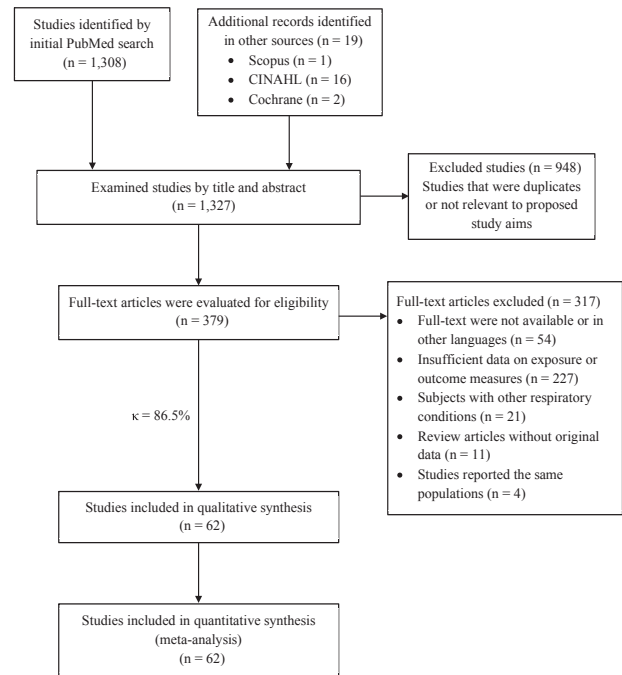 Studies identified by
initial PubMed search
(n = 1,308)
Additional records identified
in other sources (n = 19)
• Scopus (n = 1)
• CINAHL (n = 16)
• Cochrane (n = 2)
Examined studies by title and abstract
(n = 1,327)
Excluded studies (n = 948)
Studies that were duplicates
or not relevant to proposed
study aims
Full-text articles were evaluated for eligibility
(n = 379)
Full-text articles excluded (n = 317)
• Full-text were not available or in
other languages (n = 54)
• Insufficient data on exposure or
outcome measures (n = 227)
• Subjects with other respiratory
conditions (n = 21)
• Review articles without original
data (n = 11)
• Studies reported the same
populations (n = 4)
κ = 86.5%
Studies included in qualitative synthesis
(n = 62)
Studies included in quantitative synthesis
(meta-analysis)
(n = 62)